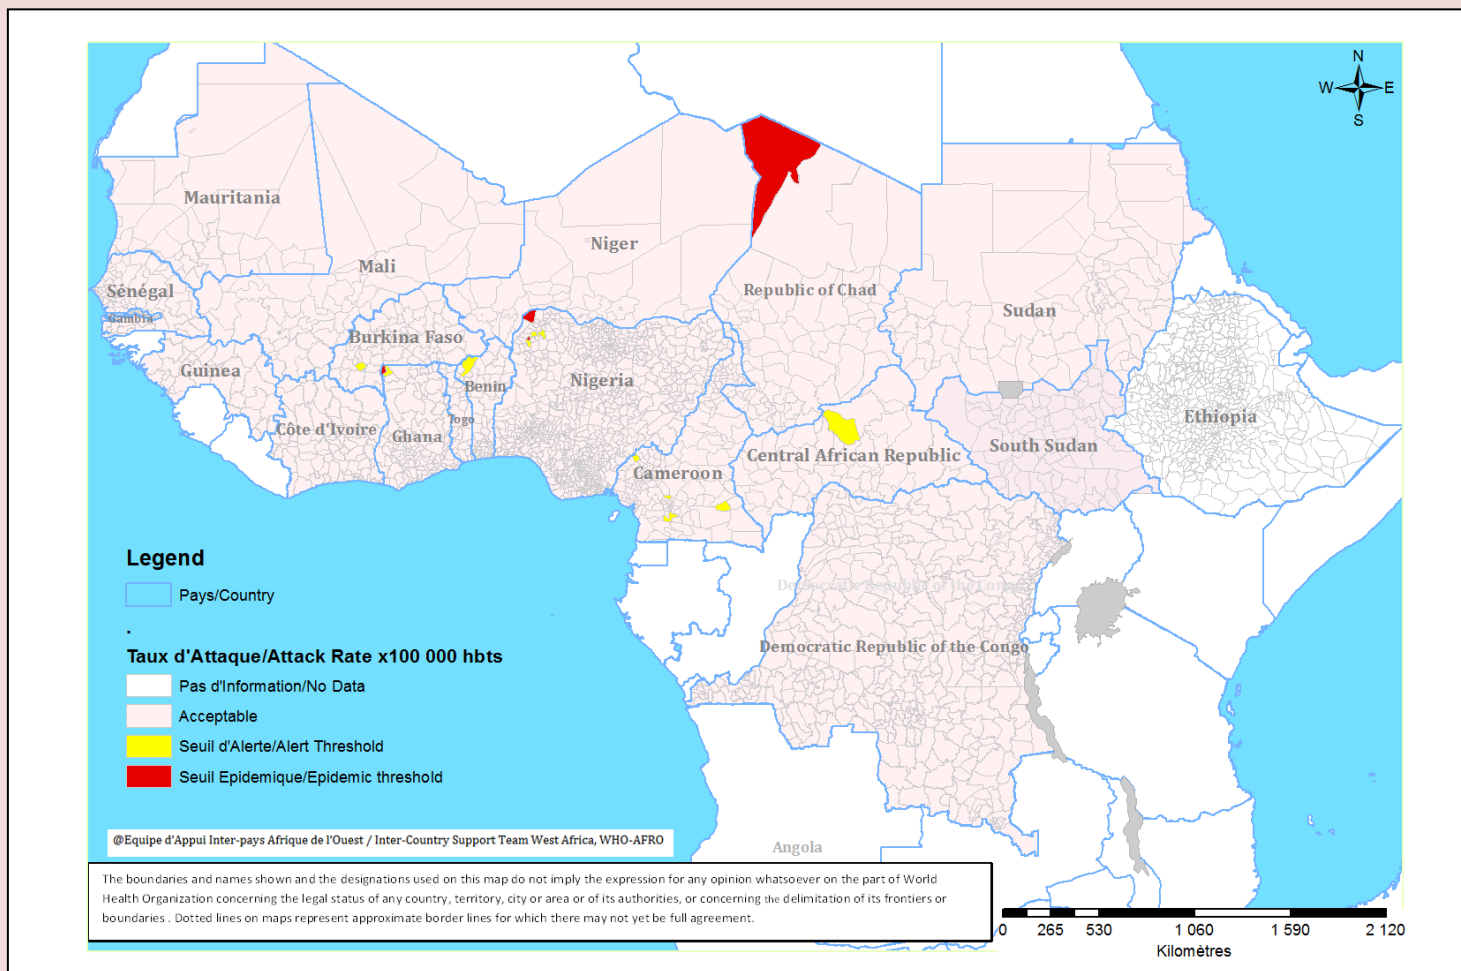 N
W E
S
Mauritania
Niger
Mali
Sénégal
Gambia
Republic of Chad
Sudan
Burkina Faso
Guinea
Nigeria
Benin
Togo
Côte d'Ivoire
Ghana
Ethiopia
South Sudan
Central African Republic
Cameroon
Democratic Republic of the Congo
Democratic Republic of the Congo
Angola
Legend
Pays/Country
.
Taux d'Attaque/Attack Rate x100 000 hbts
Pas d'Information/No Data
Acceptable
Seuil d'Alerte/Alert Threshold
Seuil Epidemique/Epidemic threshold
@Equipe d'Appui Inter-pays Afrique de l'Ouest / Inter-Country Support Team West Africa, WHO-AFRO
The boundaries and names shown and the designations used on this map do not imply the expression for any opinion whatsoever on the part of World
Health Organization concerning the legal status of any country, territory, city or area or of its authorities, or concerning the delimitation of its frontiers or
boundaries . Dotted lines on maps represent approximate border lines for which there may not yet be full agreement.
0 265 530 1 060 1 590 2 120
Kilomètres